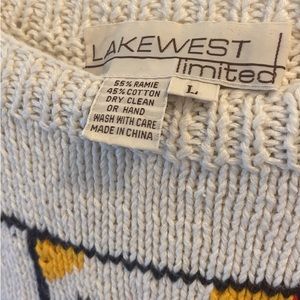 LAKEWEST
limited
L
55% RAMIE
45% COTTON
DRY CLEAN
OR HAND
WASH WITH CARE
MADE IN CHINA